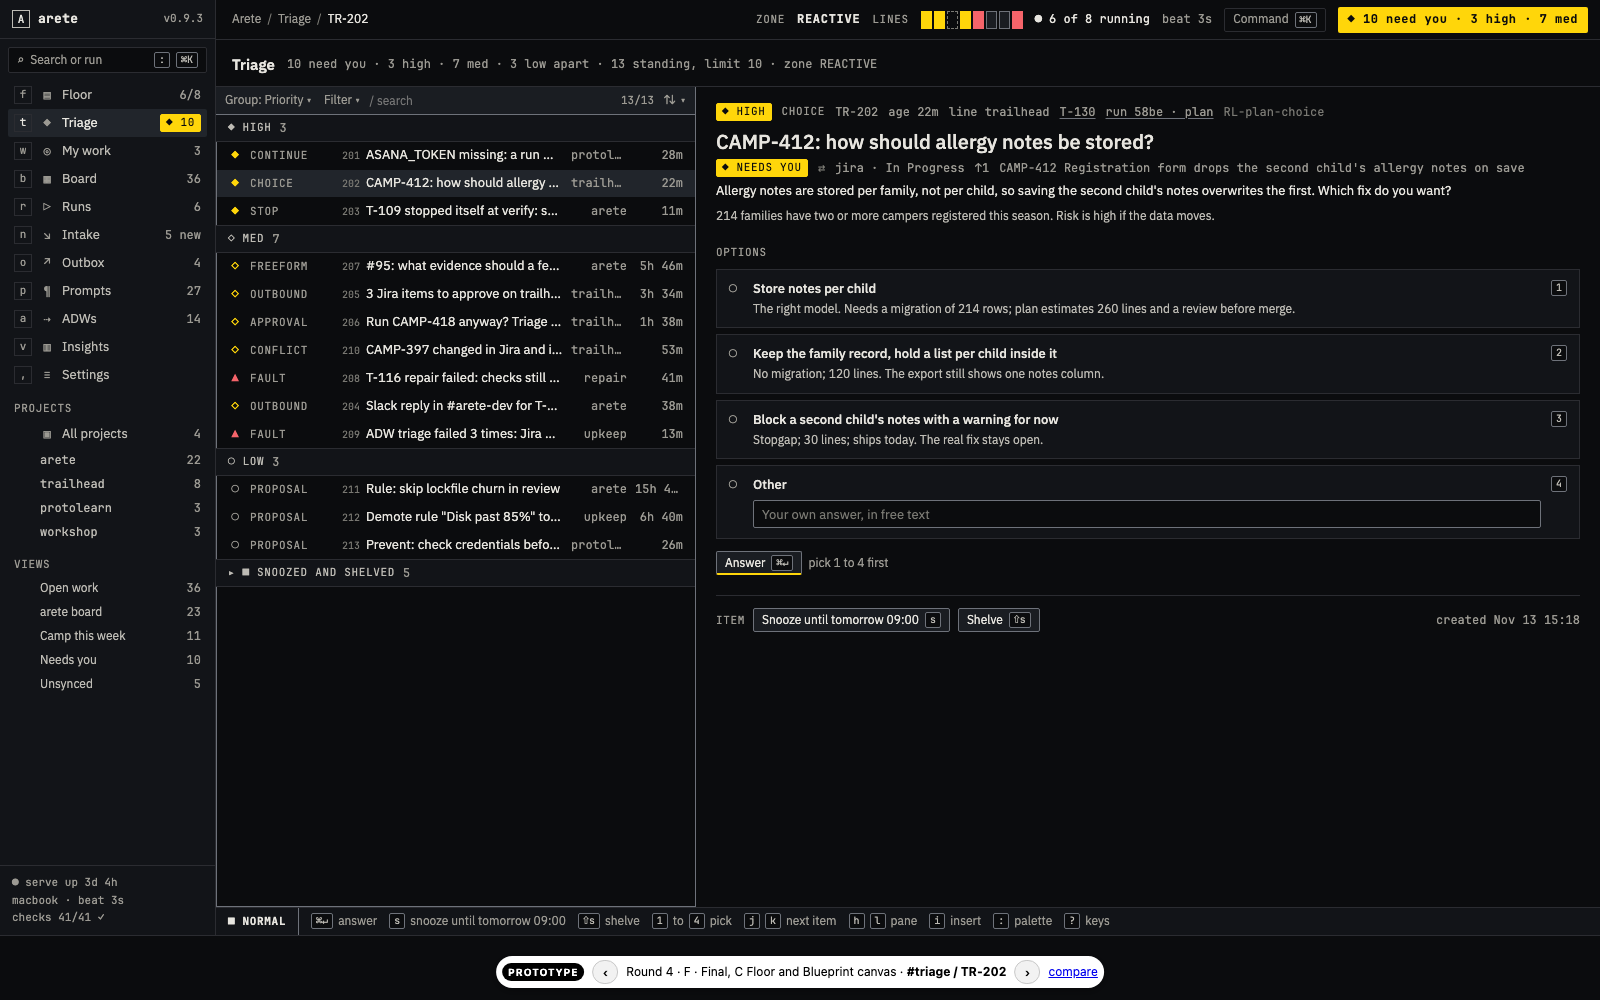 A arete v0.9.3
Search or run : ⌘K
f Floor 6/8
t Triage ◆ 10
w My work 3
b Board 36
r Runs 6
n Intake 5 new
o Outbox 4
p ¶ Prompts 27
a ADWs 14
v Insights
, Settings
PROJECTS
All projects 4
arete 22
trailhead 8
protolearn 3
workshop 3
VIEWS
Open work 36
arete board 23
Camp this week 11
Needs you 10
Unsynced 5
serve up 3d 4h
macbook · beat 3s
checks 41/41 ✓
Arete / Triage / TR-202
ZONE REACTIVE LINES 6 of 8 running beat 3s Command ⌘K ◆ 10 need you · 3 high · 7 med
Triage 10 need you · 3 high · 7 med · 3 low apart · 13 standing, limit 10 · zone REACTIVE
Group: Priority ▾ Filter ▾ / search 13/13 ⇅ ▾
◆ HIGH 3
◆ CONTINUE 201 ASANA_TOKEN missing: a run ... protol… 28m
◆ CHOICE 202 CAMP-412: how should allergy ... trailh… 22m
◆ STOP 203 T-109 stopped itself at verify: s... arete 11m
◇ MED 7
◇ FREEFORM 207 #95: what evidence should a fe... arete 5h 46m
◇ OUTBOUND 205 3 Jira items to approve on trailh... trailh… 3h 34m
◇ APPROVAL 206 Run CAMP-418 anyway? Triage ... trailh… 1h 38m
◇ CONFLICT 210 CAMP-397 changed in Jira and i... trailh… 53m
▲ FAULT 208 T-116 repair failed: checks still ... repair 41m
◇ OUTBOUND 204 Slack reply in #arete-dev for T-... arete 38m
▲ FAULT 209 ADW triage failed 3 times: Jira ... upkeep 13m
○ LOW 3
○ PROPOSAL 211 Rule: skip lockfile churn in review arete 15h 4…
○ PROPOSAL 212 Demote rule "Disk past 85%" to... upkeep 6h 40m
○ PROPOSAL 213 Prevent: check credentials befo... protol… 26m
▸ ■ SNOOZED AND SHELVED 5
◆ HIGH CHOICE TR-202 age 22m line trailhead T-130 run 58be · plan RL-plan-choice
CAMP-412: how should allergy notes be stored?
◆ NEEDS YOU ⇄ jira · In Progress ↑1 CAMP-412 Registration form drops the second child's allergy notes on save
Allergy notes are stored per family, not per child, so saving the second child's notes overwrites the first. Which fix do you want?
214 families have two or more campers registered this season. Risk is high if the data moves.
OPTIONS
Store notes per child 1
The right model. Needs a migration of 214 rows; plan estimates 260 lines and a review before merge.
Keep the family record, hold a list per child inside it 2
No migration; 120 lines. The export still shows one notes column.
Block a second child's notes with a warning for now 3
Stopgap; 30 lines; ships today. The real fix stays open.
Other 4
Your own answer, in free text
Answer ⌘↵ pick 1 to 4 first
ITEM Snooze until tomorrow 09:00 s Shelve ⇧s created Nov 13 15:18
■ NORMAL ⌘↵ answer s snooze until tomorrow 09:00 ⇧s shelve 1 to 4 pick j k next item h l pane i insert : palette ? keys
PROTOTYPE ‹ Round 4 · F · Final, C Floor and Blueprint canvas · #triage / TR-202 › compare